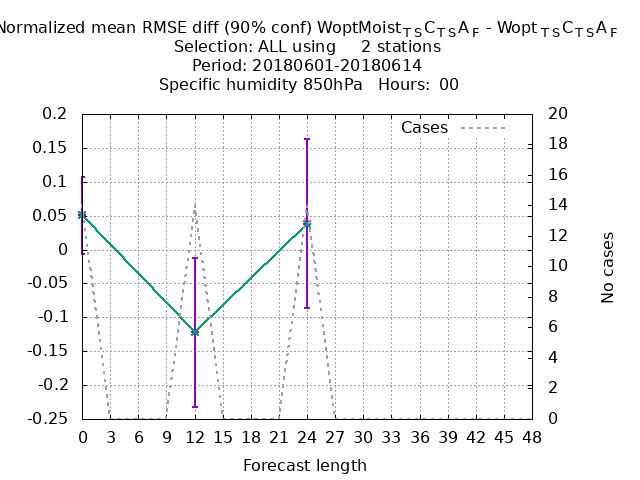 Normalized mean RMSE diff (90% conf) WoptMoist_TSC_TSA_F - Wopt_TSC_TSA_F
Selection: ALL using 2 stations
Period: 20180601-20180614
Specific humidity 850hPa Hours: 00
Cases
0.2
0.15
0.1
0.05
0
-0.05
-0.1
-0.15
-0.2
-0.25
20
18
16
14
12
10
8
6
4
2
0
No cases
0 3 6 9 12 15 18 21 24 27 30 33 36 39 42 45 48
Forecast length